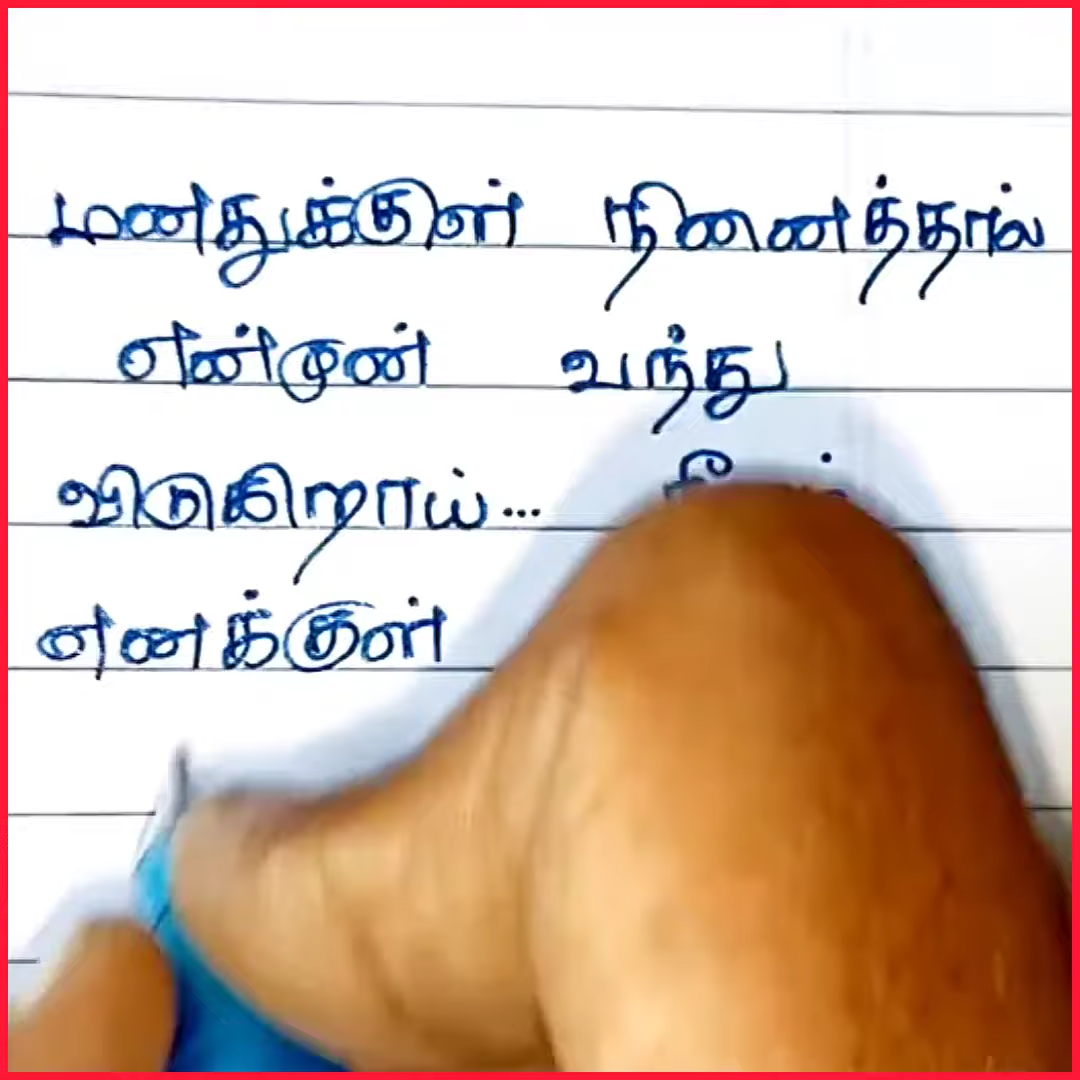 மனதுக்குள் நினைத்தால்
என்முன் வந்து
விடுகிறாய்...
எனக்குள்